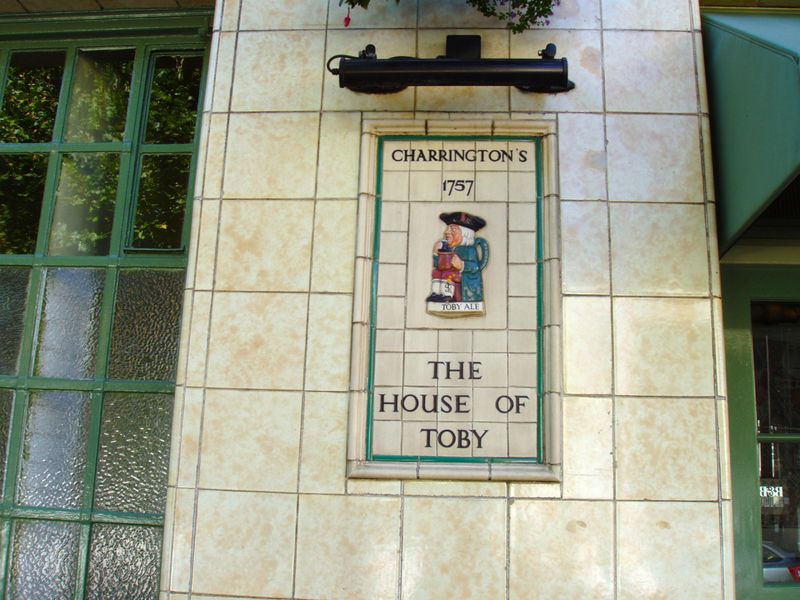 CHARRINGTON'S
1757
TOBY ALE
THE
HOUSE OF
TOBY